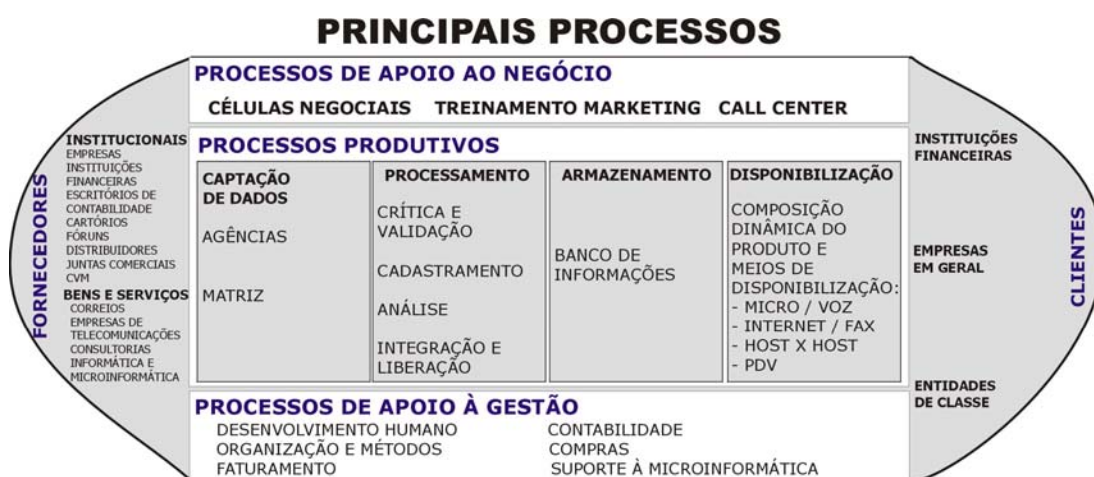 PRINCIPAIS PROCESSOS
PROCESSOS DE APOIO AO NEGÓCIO
CÉLULAS NEGOCIAIS TREINAMENTO MARKETING CALL CENTER
FORNECEDORES
INSTITUCIONAIS
EMPRESAS
INSTITUIÇÕES
FINANCEIRAS
ESCRITÓRIOS DE
CONTABILIDADE
CARTÓRIOS
FÓRUNS
DISTRIBUIDORES
JUNTAS COMERCIAIS
CVM
BENS E SERVIÇOS
CORREIOS
EMPRESAS DE
TELECOMUNICAÇÕES
CONSULTORIAS
INFORMÁTICA E
MICROINFORMÁTICA
PROCESSOS PRODUTIVOS
CAPTAÇÃO
DE DADOS
AGÊNCIAS
MATRIZ
PROCESSAMENTO
CRÍTICA E
VALIDAÇÃO
CADASTRAMENTO
ANÁLISE
INTEGRAÇÃO E
LIBERAÇÃO
ARMAZENAMENTO
BANCO DE
INFORMAÇÕES
DISPONIBILIZAÇÃO
COMPOSIÇÃO
DINÂMICA DO
PRODUTO E
MEIOS DE
DISPONIBILIZAÇÃO:
- MICRO / VOZ
- INTERNET / FAX
- HOST X HOST
- PDV
INSTITUIÇÕES
FINANCEIRAS
EMPRESAS
EM GERAL
ENTIDADES
DE CLASSE
CLIENTES
PROCESSOS DE APOIO À GESTÃO
DESENVOLVIMENTO HUMANO
ORGANIZAÇÃO E MÉTODOS
FATURAMENTO
CONTABILIDADE
COMPRAS
SUPORTE À MICROINFORMÁTICA